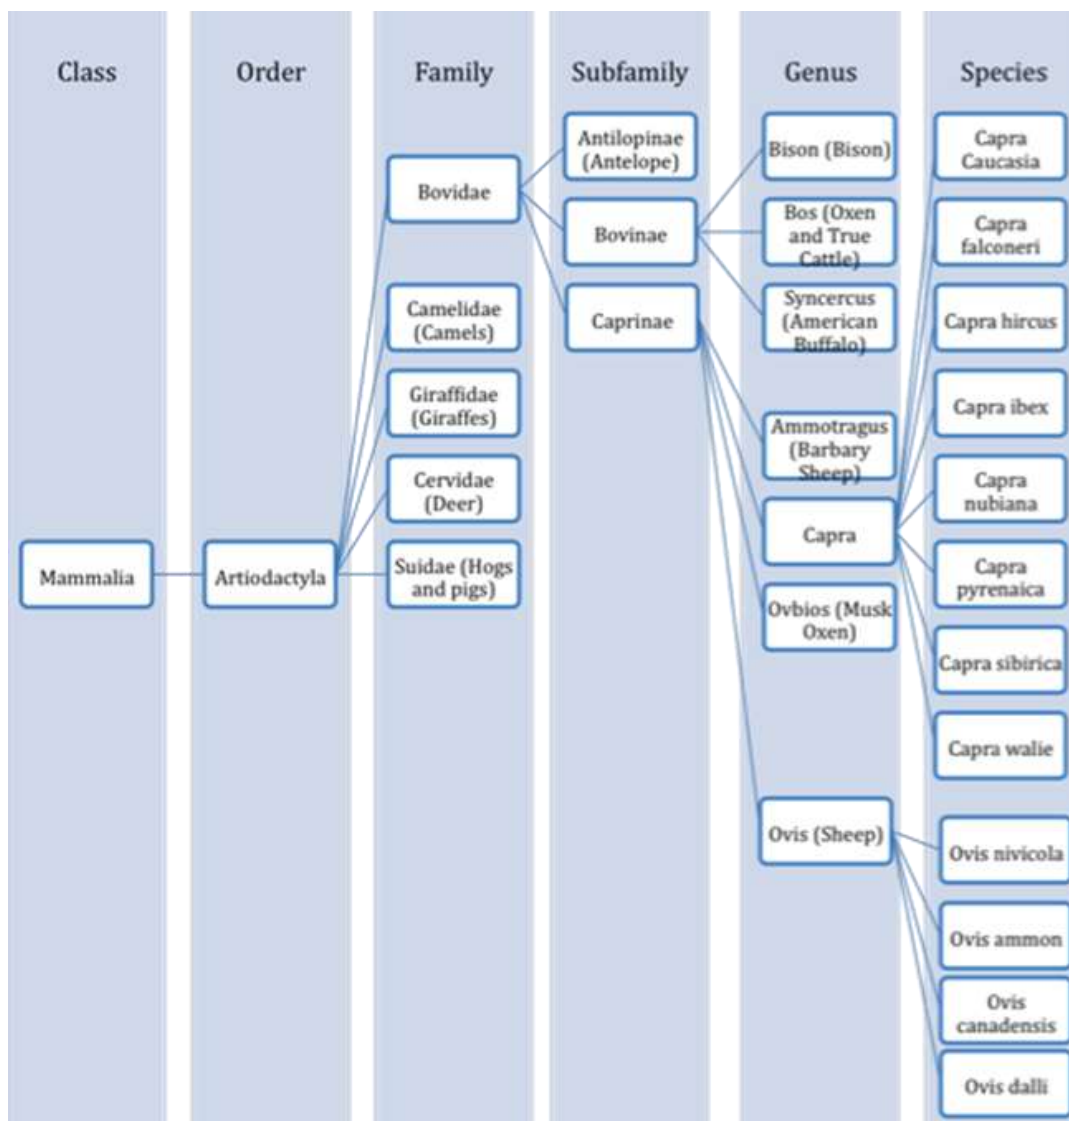 Class
Order
Family
Subfamily
Genus
Species
Mammalia
Artiodactyla
Bovidae
Camelidae
(Camels)
Giraffidae
(Giraffes)
Cervidae
(Deer)
Suidae (Hogs
and pigs)
Antilopinae
(Antelope)
Bovinae
Caprinae
Bison (Bison)
Bos (Oxen
and True
Cattle)
Syncercus
(American
Buffalo)
Ammotragus
(Barbary
Sheep)
Capra
Ovbios (Musk
Oxen)
Ovis (Sheep)
Capra
Caucasia
Capra
falconeri
Capra hircus
Capra ibex
Capra
nubiana
Capra
pyrenaica
Capra sibirica
Capra walie
Ovis nivicola
Ovis ammon
Ovis
canadensis
Ovis dalli